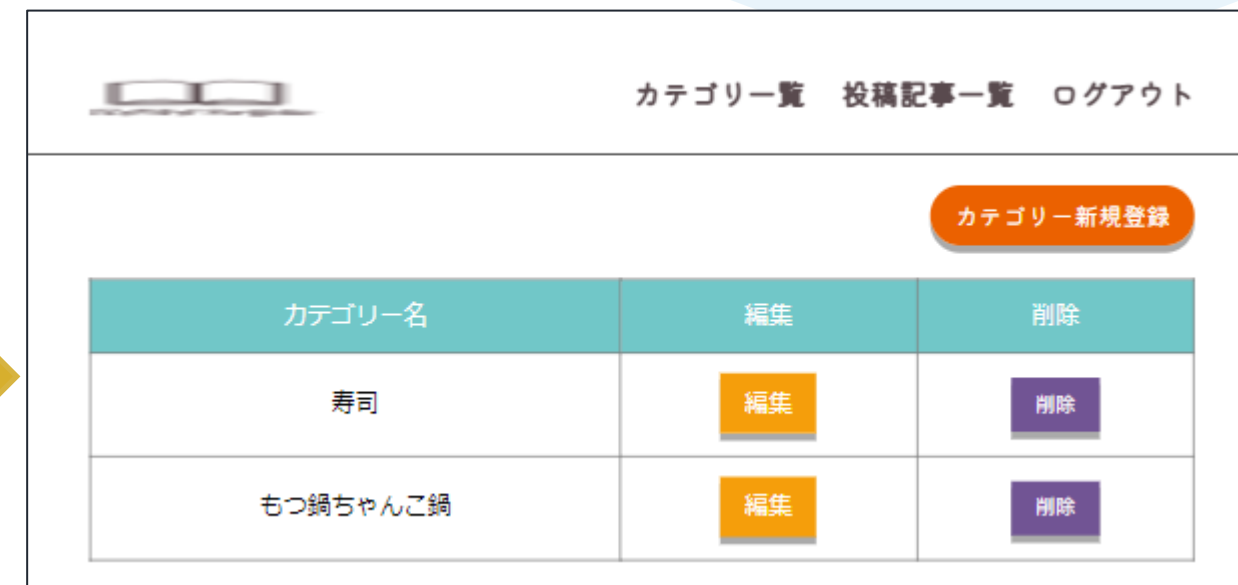 カテゴリー覧 投稿記事一覧 ログアウト
カテゴリー新規登録
カテゴリー名 編集 削除
寿司 編集 削除
もつ鍋ちゃんこ鍋 編集 削除